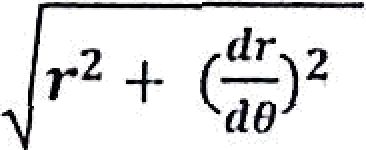 √(r² + (dr/dθ)²)